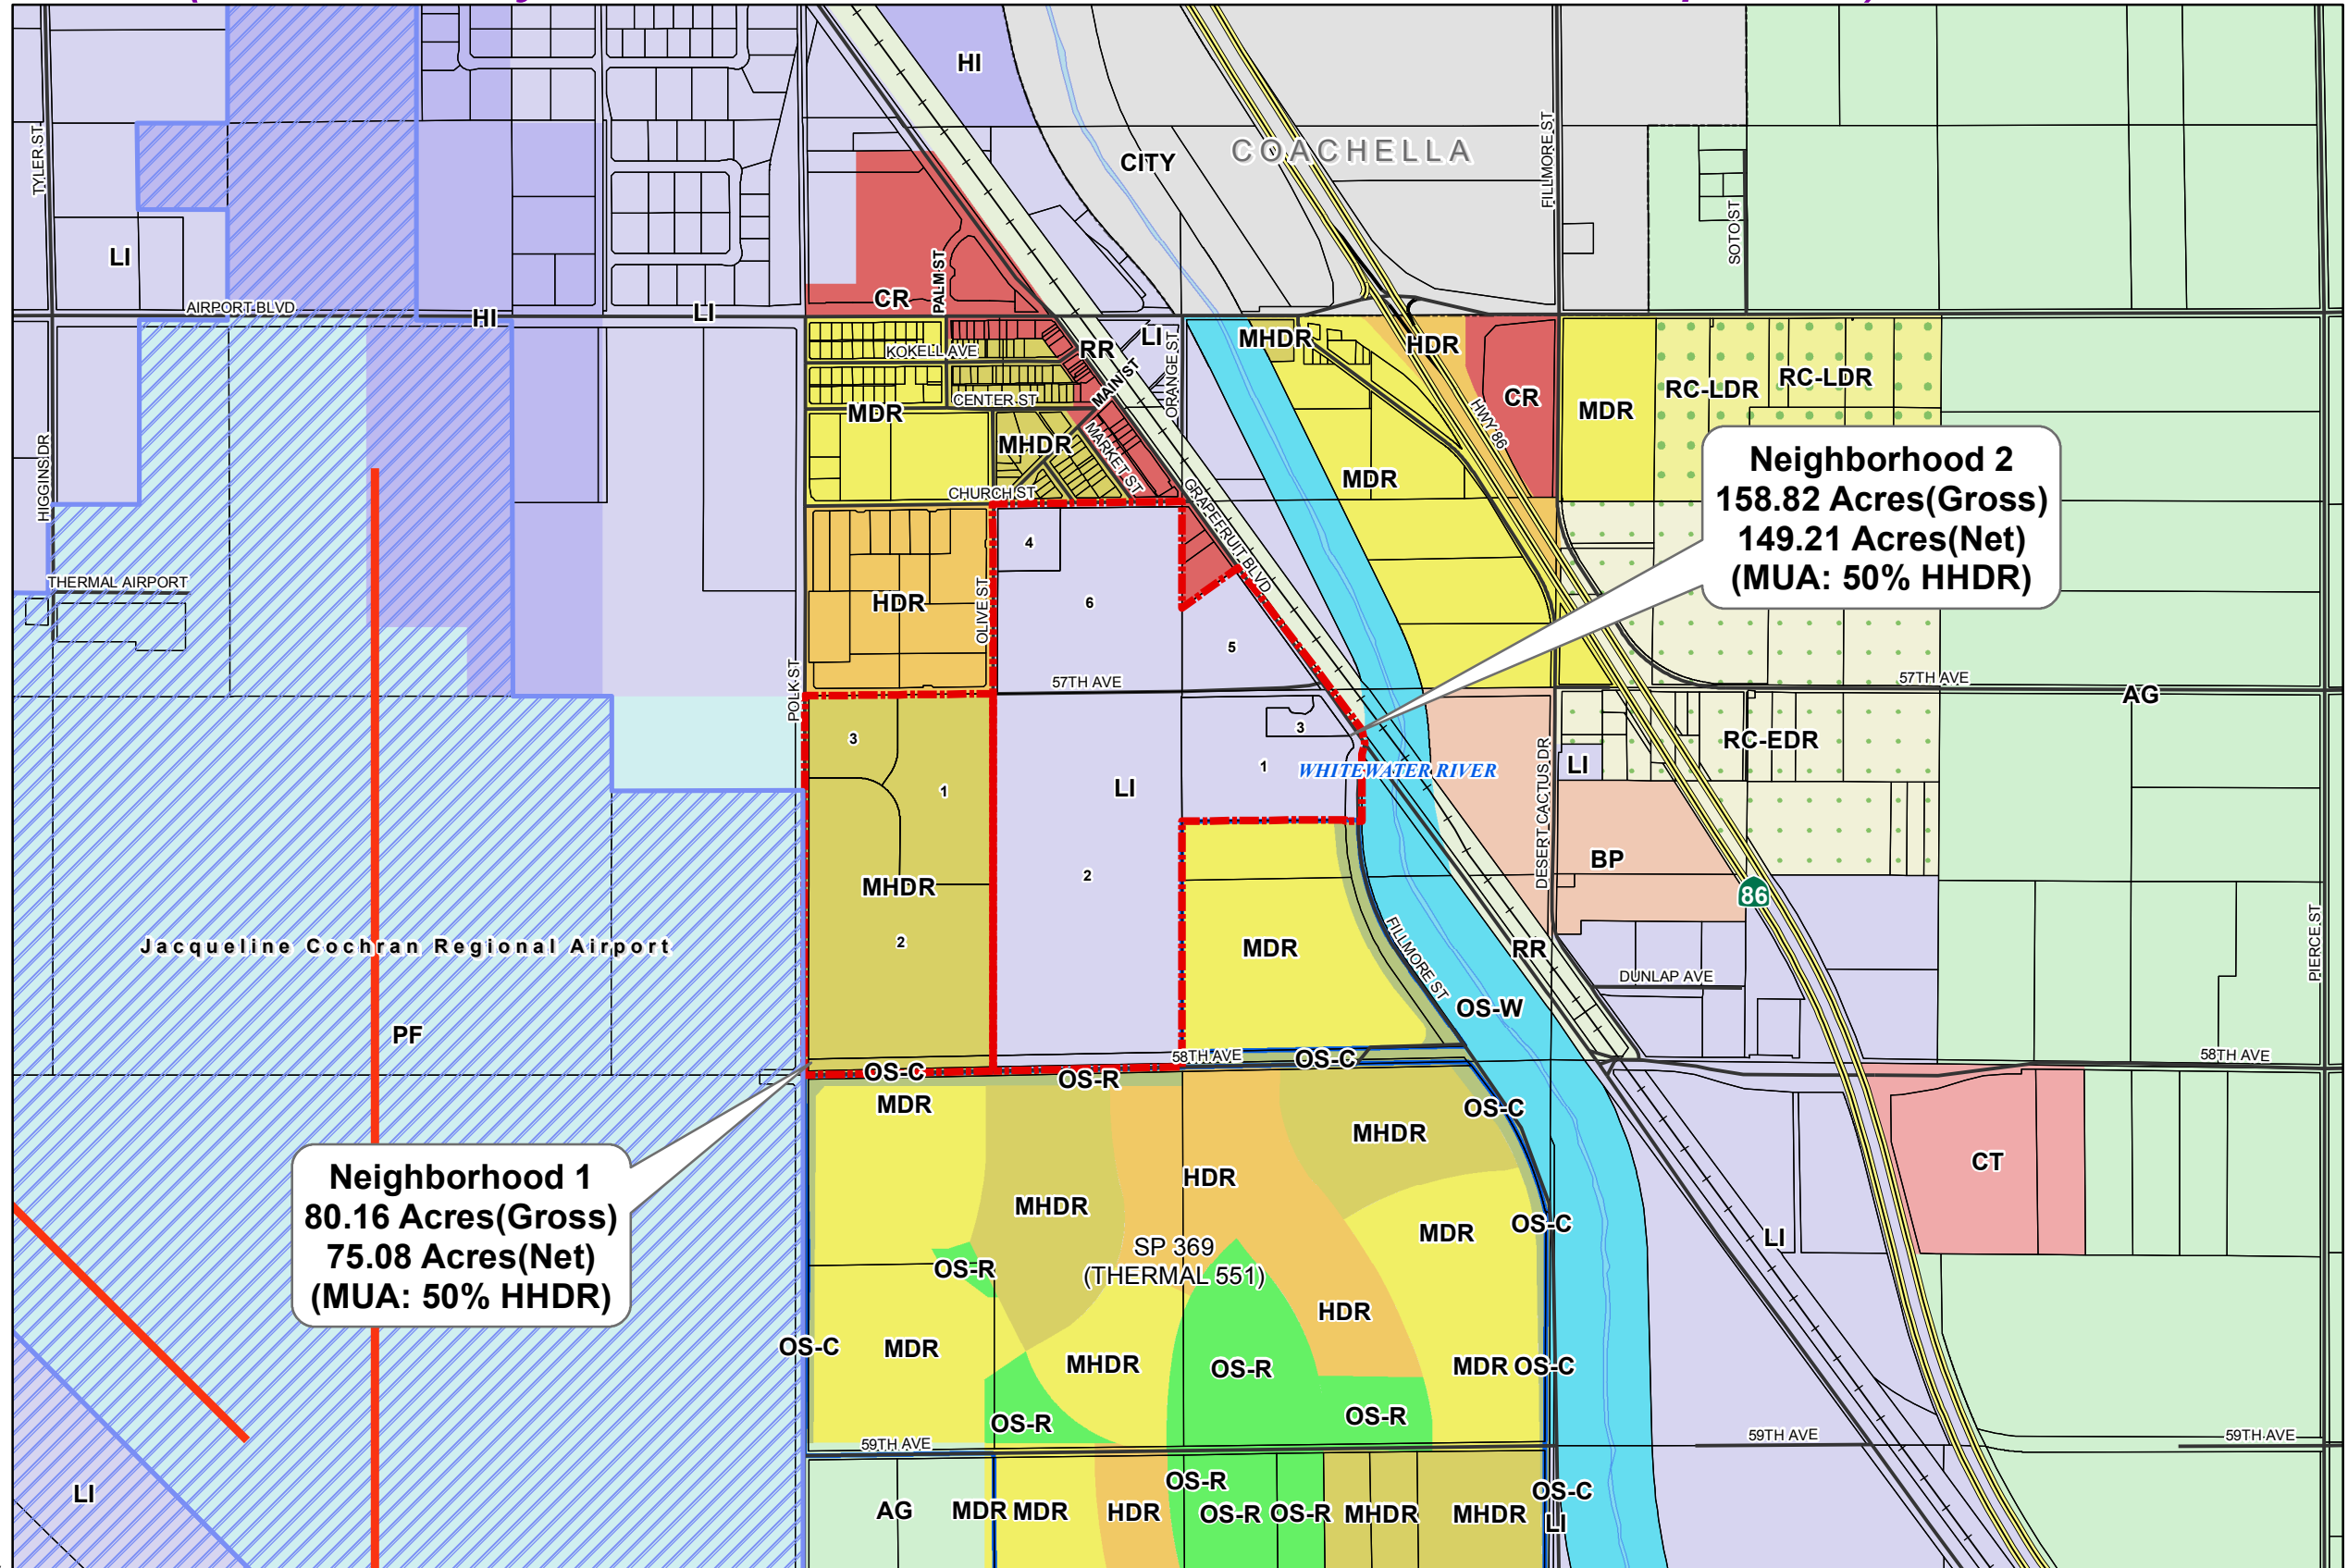 HI
CITY
COACHELLA
TYLER ST
FILLMORE ST
SOTO ST
LI
AIRPORT BLVD
HI
LI
CR
PALM ST
KOKELL AVE
RR
LI
ORANGE ST
MAIN ST
MHDR
HDR
CR
MDR
RC-LDR
RC-LDR
HWY 86
CENTER ST
MDR
MHDR
MARKET ST
CHURCH ST
HIGGINS DR
MDR
GRAPEFRUIT BLVD
Neighborhood 2
158.82 Acres(Gross)
149.21 Acres(Net)
(MUA: 50% HHDR)
4
6
5
THERMAL AIRPORT
HDR
OLIVE ST
POLK ST
57TH AVE
57TH AVE
AG
3
1
LI
2
3
1
WHITEWATER RIVER
DESERT CACTUS DR
LI
RC-EDR
BP
86
MHDR
2
Jacqueline Cochran Regional Airport
PF
MDR
FILLMORE ST
RR
OS-W
DUNLAP AVE
PIERCE ST
58TH AVE
OS-C
58TH AVE
OS-C
OS-R
MDR
OS-C
MHDR
CT
Neighborhood 1
80.16 Acres(Gross)
75.08 Acres(Net)
(MUA: 50% HHDR)
HDR
MHDR
MDR
OS-C
LI
SP 369
(THERMAL 551)
OS-R
HDR
OS-C
MDR
MHDR
OS-R
MDR
OS-C
OS-R
OS-R
59TH AVE
59TH AVE
59TH AVE
LI
AG
MDR
MDR
HDR
OS-R
OS-R
OS-R
MHDR
MHDR
OS-C
LI